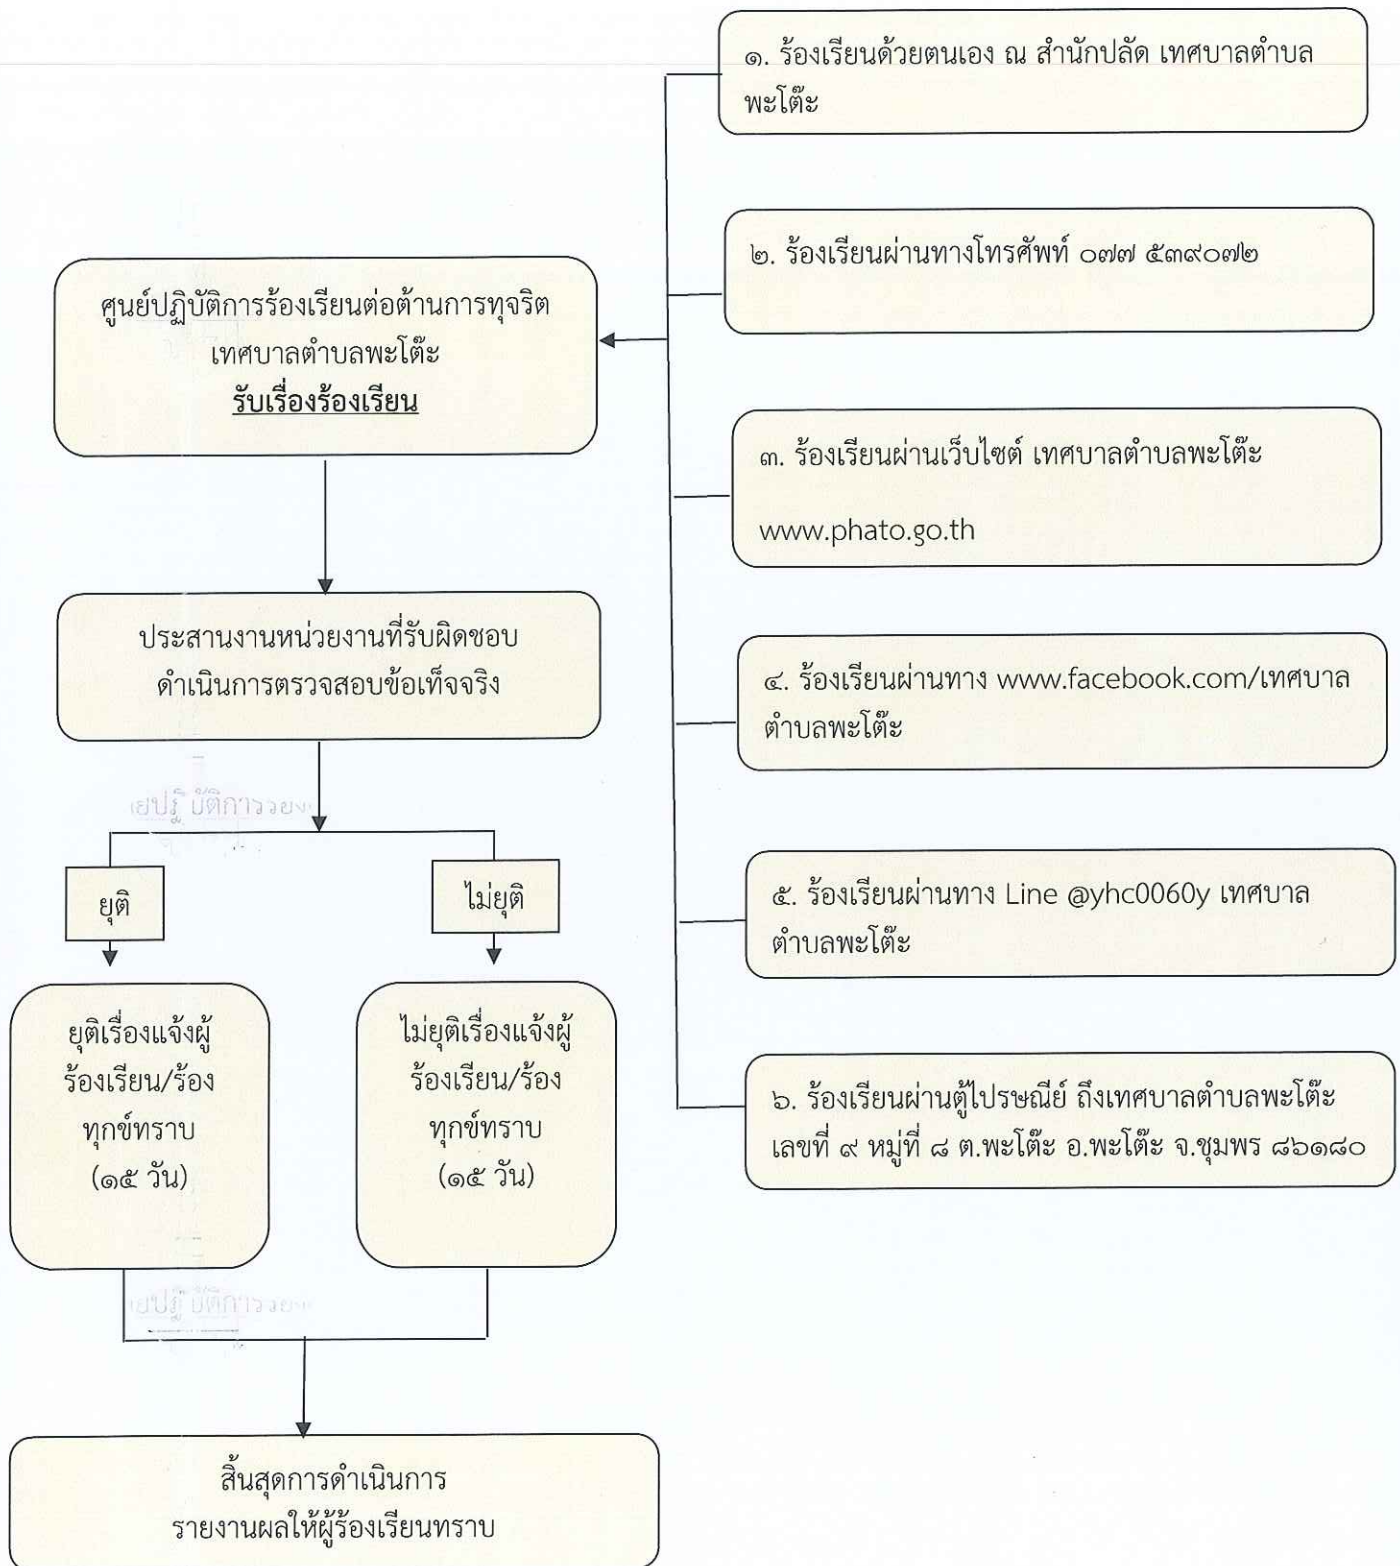 ๑. ร้องเรียนด้วยตนเอง ณ สำนักปลัด เทศบาลตำบล
พะโต๊ะ
๒. ร้องเรียนผ่านทางโทรศัพท์ ๐๗๗ ๕๓๙๐๗๒
ศูนย์ปฏิบัติการร้องเรียนต่อต้านการทุจริต
เทศบาลตำบลพะโต๊ะ
รับเรื่องร้องเรียน
๓. ร้องเรียนผ่านเว็บไซต์ เทศบาลตำบลพะโต๊ะ
www.phato.go.th
ประสานงานหน่วยงานที่รับผิดชอบ
ดำเนินการตรวจสอบข้อเท็จจริง
๔. ร้องเรียนผ่านทาง www.facebook.com/เทศบาล
ตำบลพะโต๊ะ
ยุติ
ไม่ยุติ
๕. ร้องเรียนผ่านทาง Line @yhc0060y เทศบาล
ตำบลพะโต๊ะ
ยุติเรื่องแจ้งผู้
ร้องเรียน/ร้อง
ทุกข์ทราบ
(๑๕ วัน)
ไม่ยุติเรื่องแจ้งผู้
ร้องเรียน/ร้อง
ทุกข์ทราบ
(๑๕ วัน)
๖. ร้องเรียนผ่านตู้ไปรษณีย์ ถึงเทศบาลตำบลพะโต๊ะ
เลขที่ ๙ หมู่ที่ ๘ ต.พะโต๊ะ อ.พะโต๊ะ จ.ชุมพร ๘๖๑๘๐
สิ้นสุดการดำเนินการ
รายงานผลให้ผู้ร้องเรียนทราบ